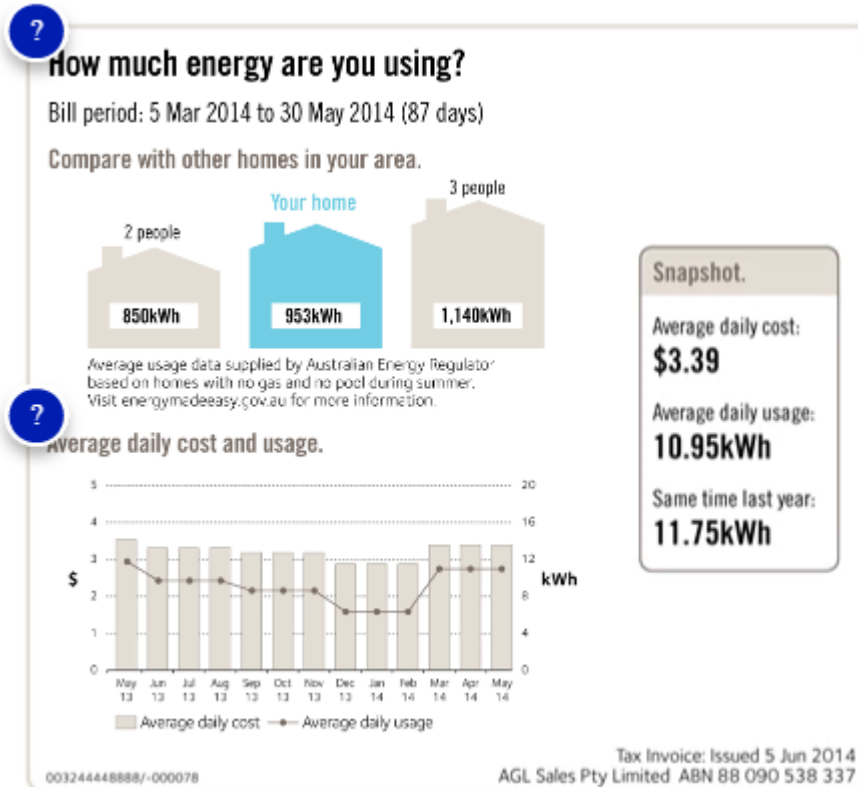 ?
How much energy are you using?
Bill period: 5 Mar 2014 to 30 May 2014 (87 days)
Compare with other homes in your area.
2 people
Your home
3 people
850kWh
953kWh
1,140kWh
Average usage data supplied by Australian Energy Regulator
based on homes with no gas and no pool during summer.
Visit energymadeeasy.gov.au for more information.
Snapshot.
Average daily cost:
$3.39
Average daily usage:
10.95kWh
Same time last year:
11.75kWh
?
Average daily cost and usage.
5 20
4 16
3 12
$ kWh
2 8
1 4
0 0
May Jun Jul Aug Sep Oct Nov Dec Jan Feb Mar Apr May
13 13 13 13 13 13 13 13 14 14 14 14 14
Average daily cost Average daily usage
003244448888/-000078
Tax Invoice: Issued 5 Jun 2014
AGL Sales Pty Limited ABN 88 090 538 337